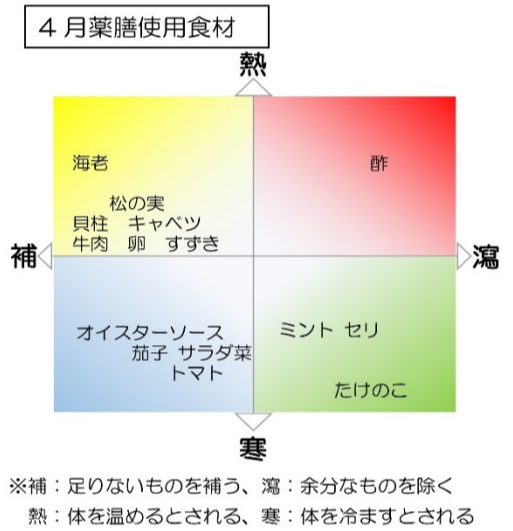 4月薬膳使用食材
熱
海老
酢
松の実
貝柱 キャベツ
牛肉 卵 すずき
補
瀉
オイスターソース
ミント セリ
茄子 サラダ菜
トマト
たけのこ
寒
※補：足りないものを補う、瀉：余分なものを除く
熱：体を温めるとされる、寒：体を冷ますとされる